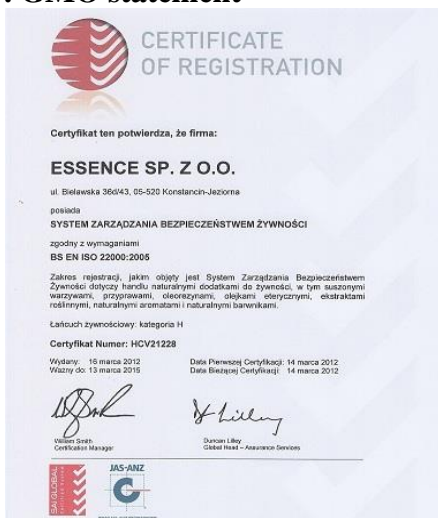 . GMO statement
CERTIFICATE
OF REGISTRATION
Certyfikat ten potwierdza, że firma:
ESSENCE SP. Z O.O.
ul. Bielawska 36d/43, 05-520 Konstancin-Jeziorna
posiada
SYSTEM ZARZĄDZANIA BEZPIECZEŃSTWEM ŻYWNOŚCI
zgodny z wymaganiami
BS EN ISO 22000:2005
Zakres rejestracji, jakim objęty jest System Zarządzania Bezpieczeństwem
Żywności dotyczy handlu naturalnymi dodatkami do żywności, w tym suszonymi
warzywami, przyprawami, oleorezynami, olejkami eterycznymi, ekstraktami
roślinnymi, naturalnymi aromatami i naturalnymi barwnikami.
Łańcuch żywnościowy: kategoria H
Certyfikat Numer: HCV21228
Wydany: 16 marca 2012 Data Pierwszej Certyfikacji: 14 marca 2012
Ważny do: 13 marca 2015 Data Bieżącej Certyfikacji: 14 marca 2012
William Smith Duncan Lilley
Certification Manager Global Head – Assurance Services
SAI GLOBAL
JAS-ANZ